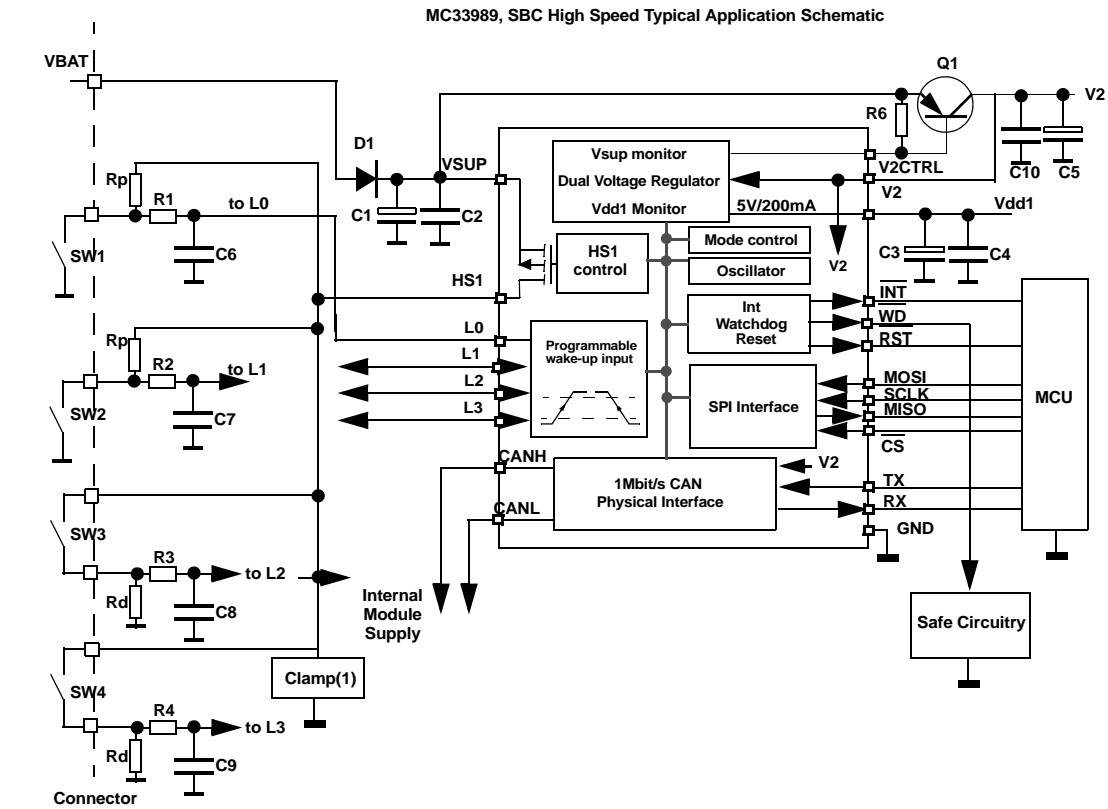 MC33989, SBC High Speed Typical Application Schematic
VBAT
Q1
V2
R6
D1
VSUP
Vsup monitor
V2CTRL
C10
C5
Rp
R1
to L0
Dual Voltage Regulator
V2
C1
C2
Vdd1 Monitor
5V/200mA
Vdd1
SW1
C6
HS1
control
Mode control
V2
C3
C4
Oscillator
HS1
INT
Int
Watchdog
Reset
WD
RST
L0
Rp
Programmable
wake-up input
L1
R2
to L1
L2
MOSI
SCLK
MISO
MCU
SW2
C7
L3
SPI Interface
CS
CANH
V2
1Mbit/s CAN
Physical Interface
TX
RX
CANL
GND
SW3
R3
to L2
Rd
C8
Internal
Module
Supply
Safe Circuitry
Clamp(1)
SW4
R4
to L3
Rd
C9
Connector